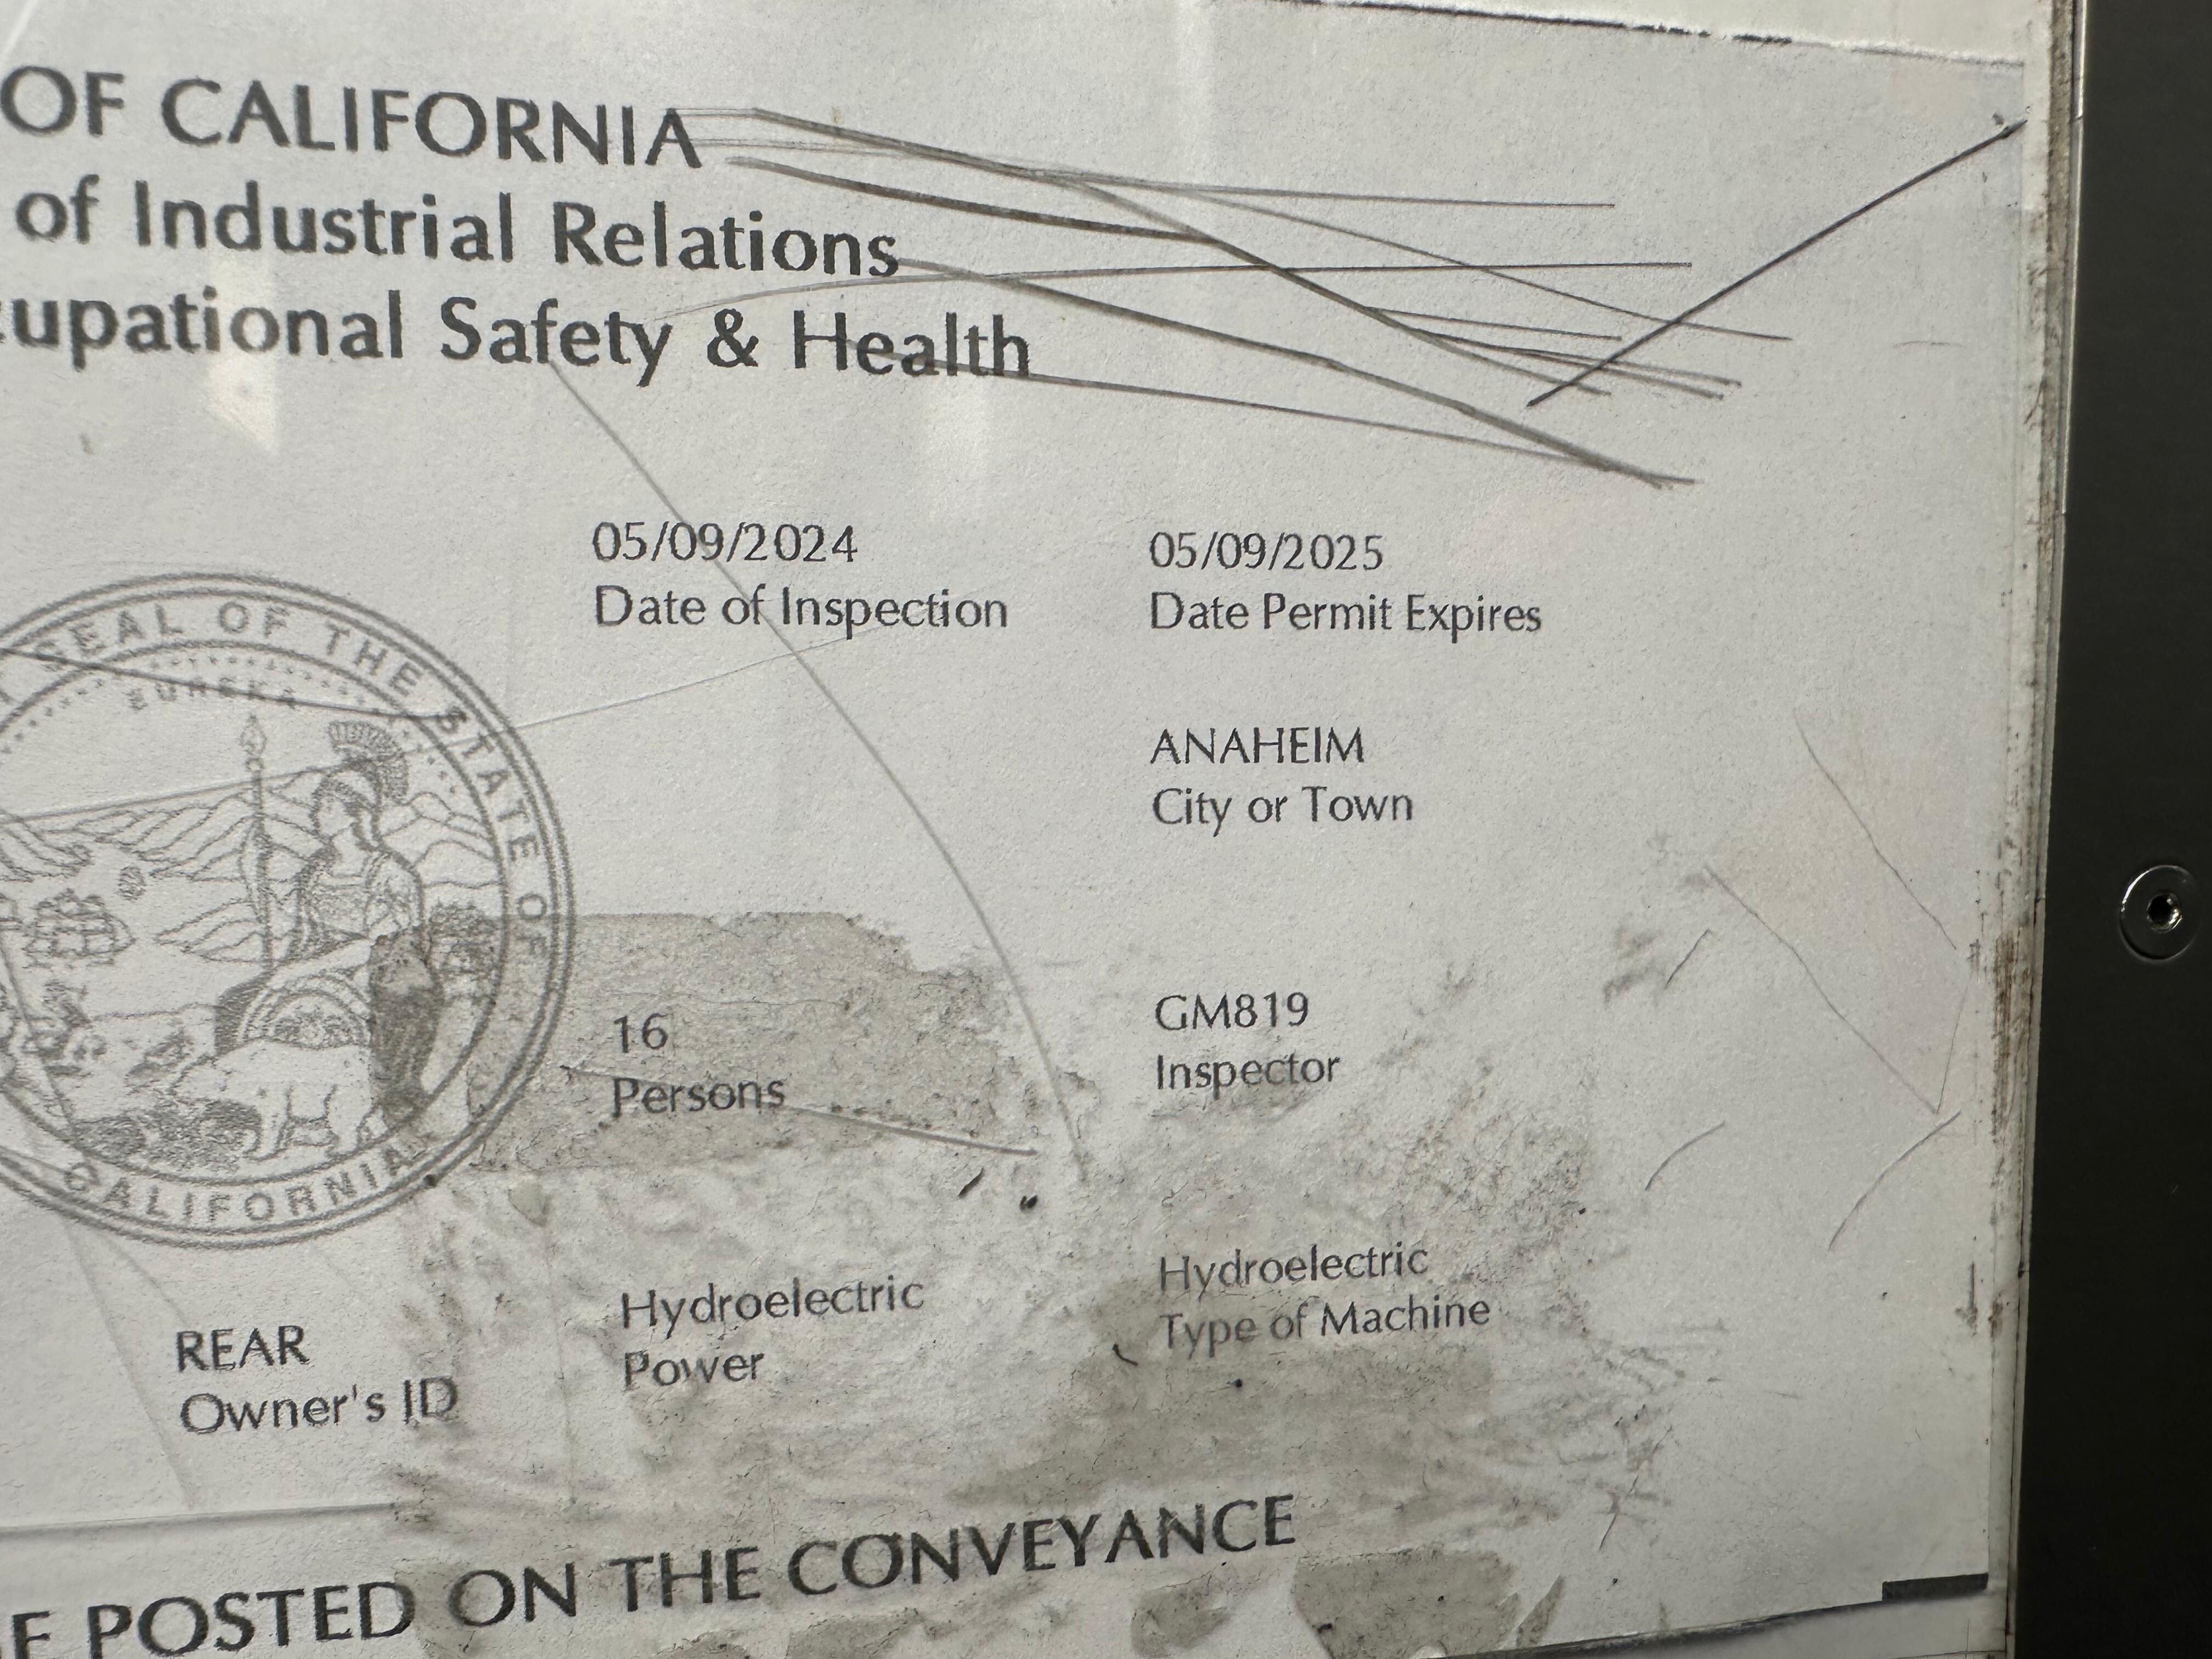 OF CALIFORNIA
of Industrial Relations
cupational Safety & Health
05/09/2024
Date of Inspection
05/09/2025
Date Permit Expires
SEAL OF THE STATE OF
EUREKA
CALIFORNIA
ANAHEIM
City or Town
16
Persons
GM819
Inspector
REAR
Owner's ID
Hydroelectric
Power
Hydroelectric
Type of Machine
E POSTED ON THE CONVEYANCE